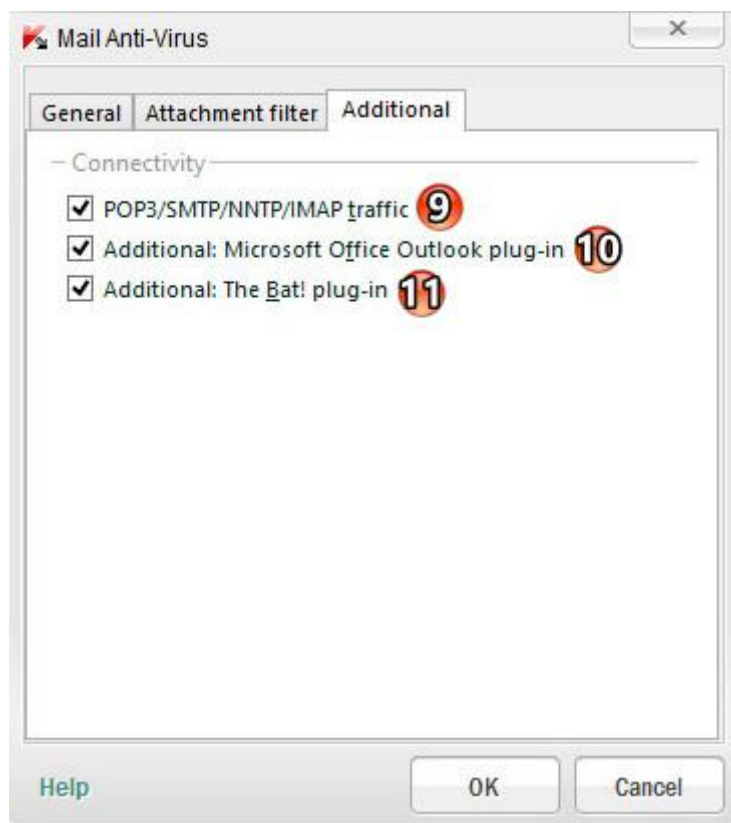 Mail Anti-Virus
General Attachment filter Additional
Connectivity
POP3/SMTP/NNTP/IMAP traffic 9
Additional: Microsoft Office Outlook plug-in 10
Additional: The Bat! plug-in 11
Help OK Cancel